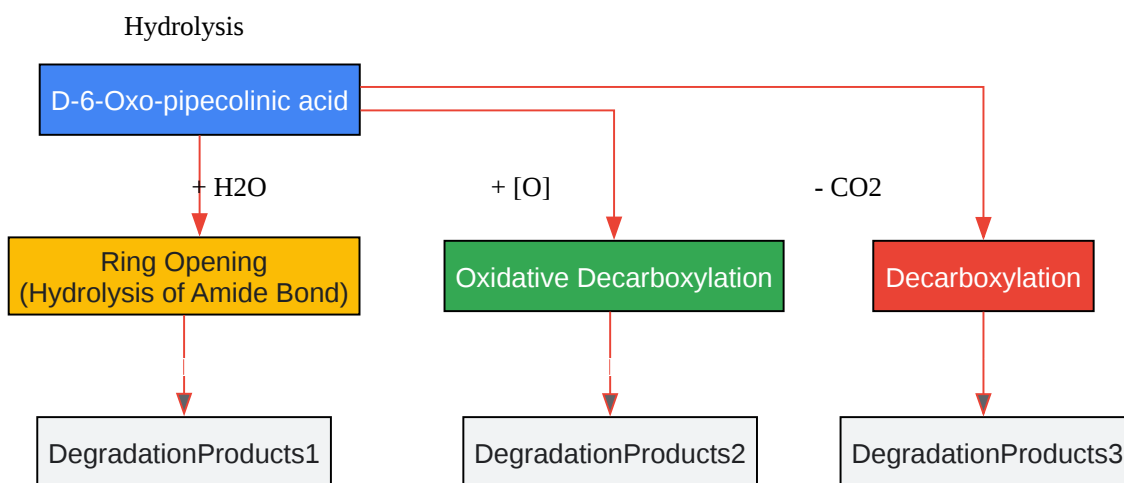 Hydrolysis
D-6-Oxo-pipecolinic acid
+ H2O
+ [O]
- CO2
Ring Opening
(Hydrolysis of Amide Bond)
Oxidative Decarboxylation
Decarboxylation
DegradationProducts1
DegradationProducts2
DegradationProducts3